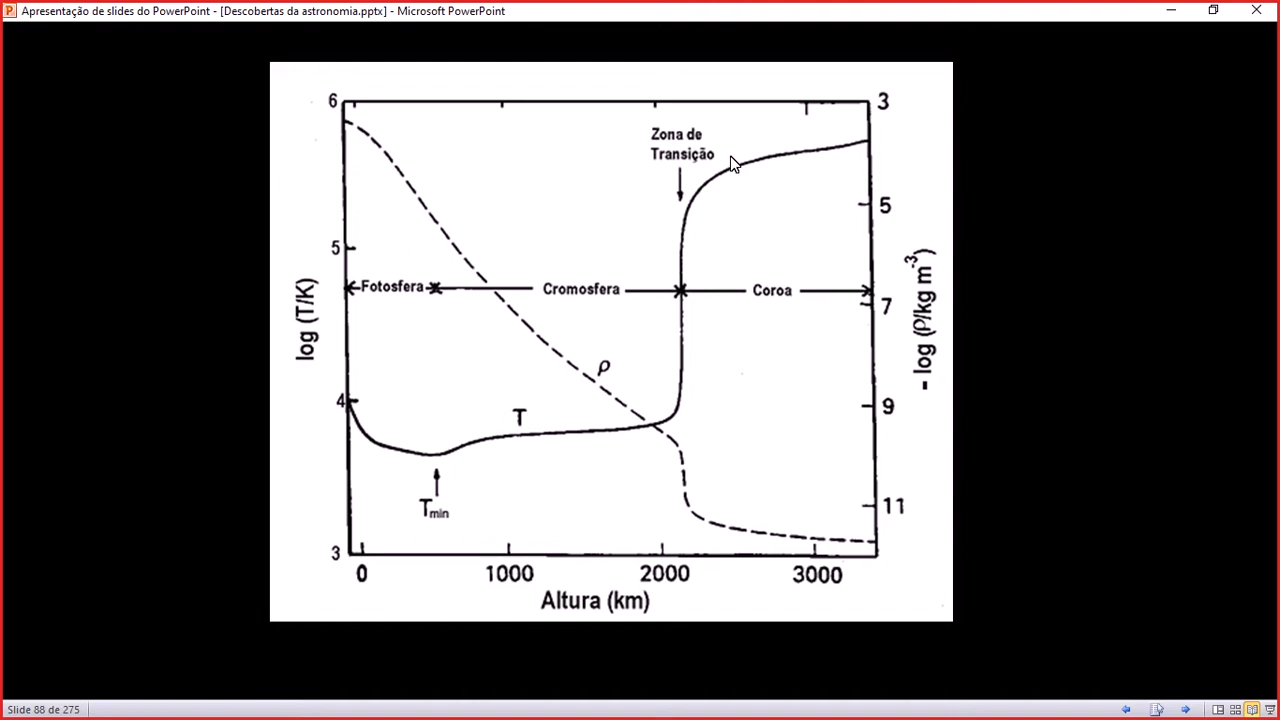 Apresentação de slides do PowerPoint - [Descobertas da astronomia.pptx] - Microsoft PowerPoint
6
3
Zona de
Transição
5
5
Fotosfera
Cromosfera
Coroa
7
log (T/K)
- log (ρ/kg m⁻³)
ρ
4
T
9
Tmin
11
3
0
1000
2000
3000
Altura (km)
Slide 88 de 275